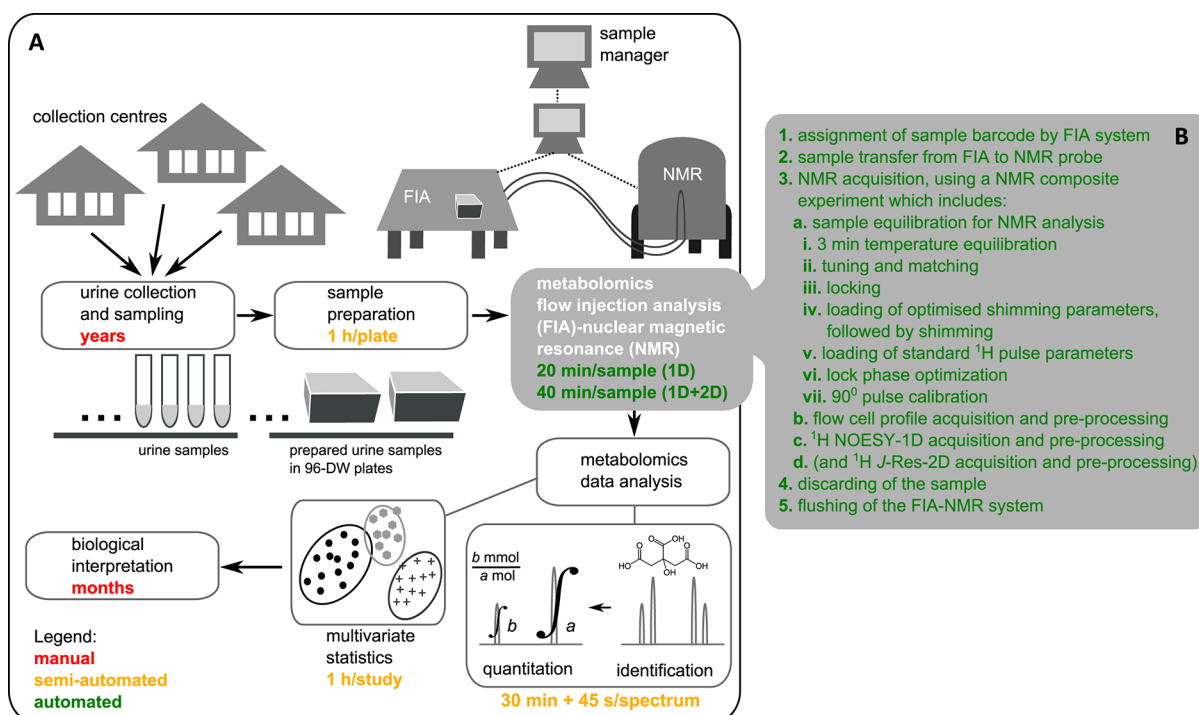 A
sample
manager
collection centres
FIA
NMR
urine collection
and sampling
years
sample
preparation
1 h/plate
metabolomics
flow injection analysis
(FIA)-nuclear magnetic
resonance (NMR)
20 min/sample (1D)
40 min/sample (1D+2D)
urine samples
prepared urine samples
in 96-DW plates
metabolomics
data analysis
biological
interpretation
months
multivariate
statistics
1 h/study
b mmol
a mol
b
a
quantitation
O
OH
O
O
HO
OH
OH
identification
30 min + 45 s/spectrum
Legend:
manual
semi-automated
automated
B
1. assignment of sample barcode by FIA system
2. sample transfer from FIA to NMR probe
3. NMR acquisition, using a NMR composite
experiment which includes:
a. sample equilibration for NMR analysis
i. 3 min temperature equilibration
ii. tuning and matching
iii. locking
iv. loading of optimised shimming parameters,
followed by shimming
v. loading of standard ¹H pulse parameters
vi. lock phase optimization
vii. 90⁰ pulse calibration
b. flow cell profile acquisition and pre-processing
c. ¹H NOESY-1D acquisition and pre-processing
d. (and ¹H J-Res-2D acquisition and pre-processing)
4. discarding of the sample
5. flushing of the FIA-NMR system